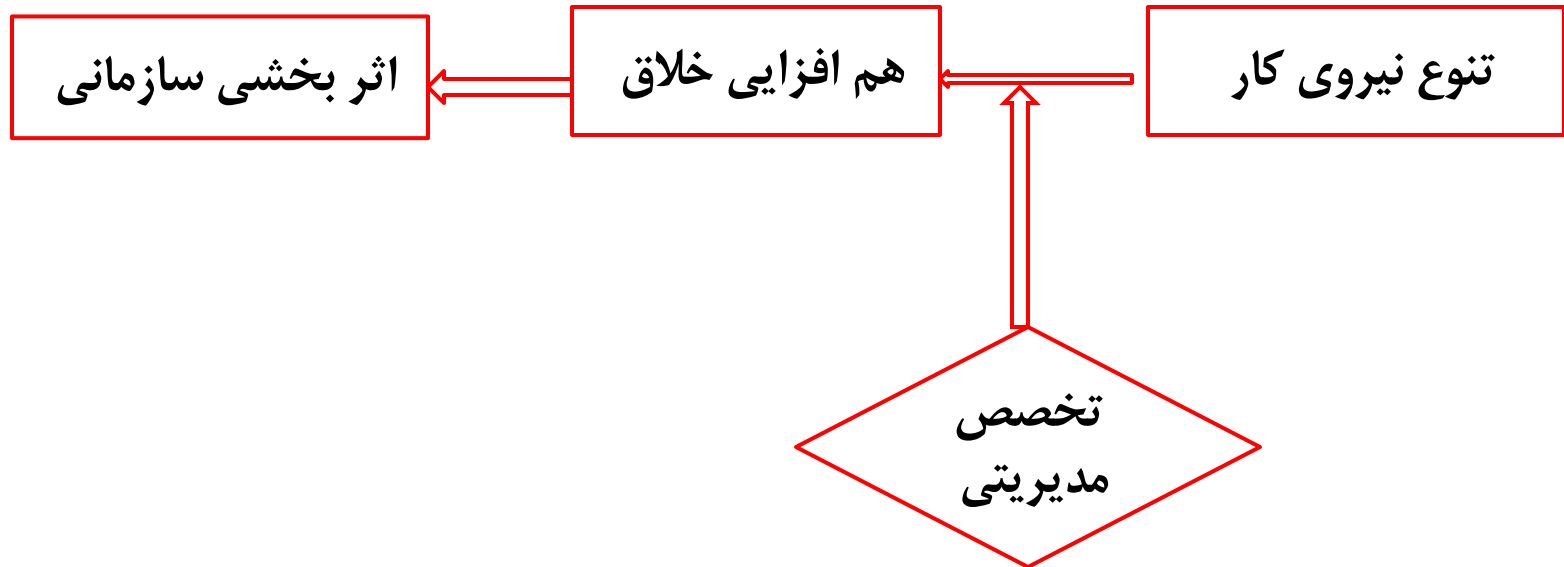 تنوع نیروی کار
هم افزایی خلاق
اثر بخشی سازمانی
تخصص
مدیریتی